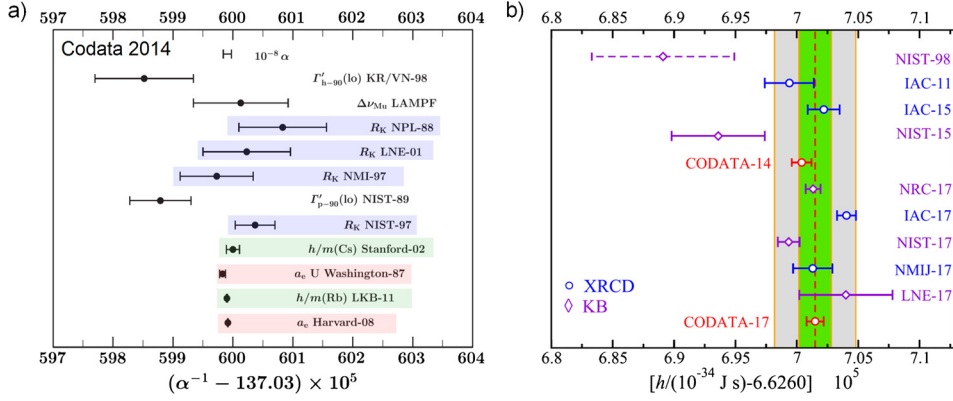 a)
597 598 599 600 601 602 603 604
Codata 2014
10⁻⁸ α
Γ′h−90(lo) KR/VN-98
ΔνMu LAMPF
RK NPL-88
RK LNE-01
RK NMI-97
Γ′p−90(lo) NIST-89
RK NIST-97
h/m(Cs) Stanford-02
ae U Washington-87
h/m(Rb) LKB-11
ae Harvard-08
597 598 599 600 601 602 603 604
(α⁻¹ − 137.03) × 10⁵
b)
6.8 6.85 6.9 6.95 7 7.05 7.1
NIST-98
IAC-11
IAC-15
NIST-15
CODATA-14
NRC-17
IAC-17
NIST-17
NMIJ-17
LNE-17
CODATA-17
XRCD
KB
6.8 6.85 6.9 6.95 7 7.05 7.1
[h/(10⁻³⁴ J s)-6.6260] 10⁵